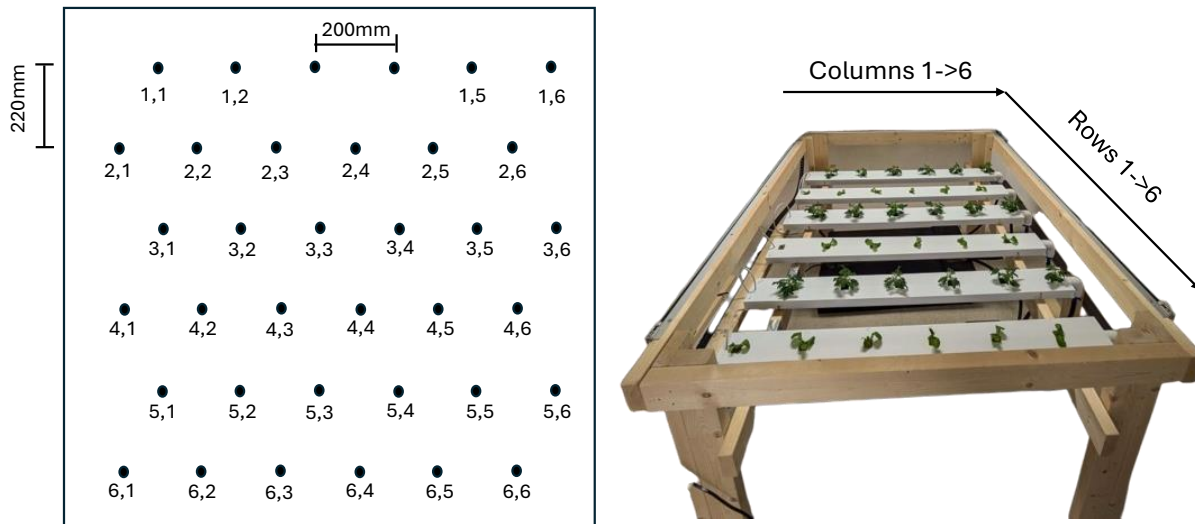 200mm
220mm
1,1 1,2 1,5 1,6
2,1 2,2 2,3 2,4 2,5 2,6
3,1 3,2 3,3 3,4 3,5 3,6
4,1 4,2 4,3 4,4 4,5 4,6
5,1 5,2 5,3 5,4 5,5 5,6
6,1 6,2 6,3 6,4 6,5 6,6
Columns 1->6
Rows 1->6